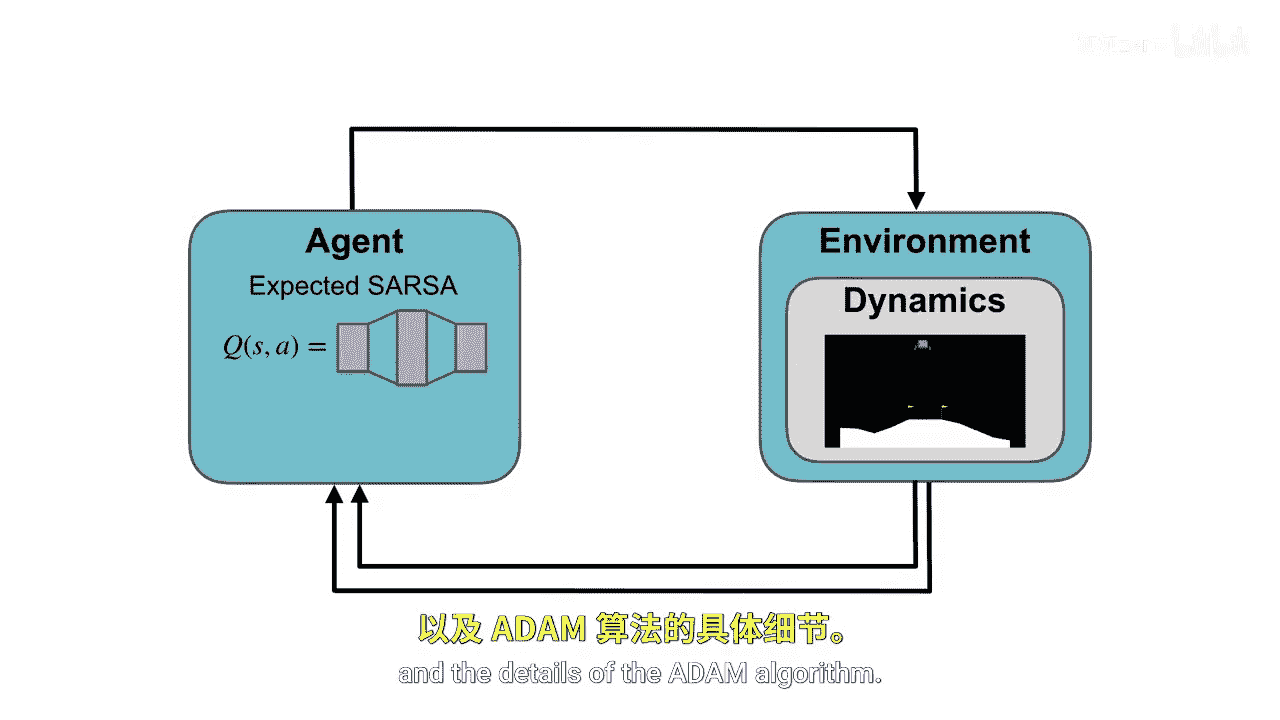 Agent
Expected SARSA
Q(s, a) =
Environment
Dynamics
以及 ADAM 算法的具体细节。
and the details of the ADAM algorithm.